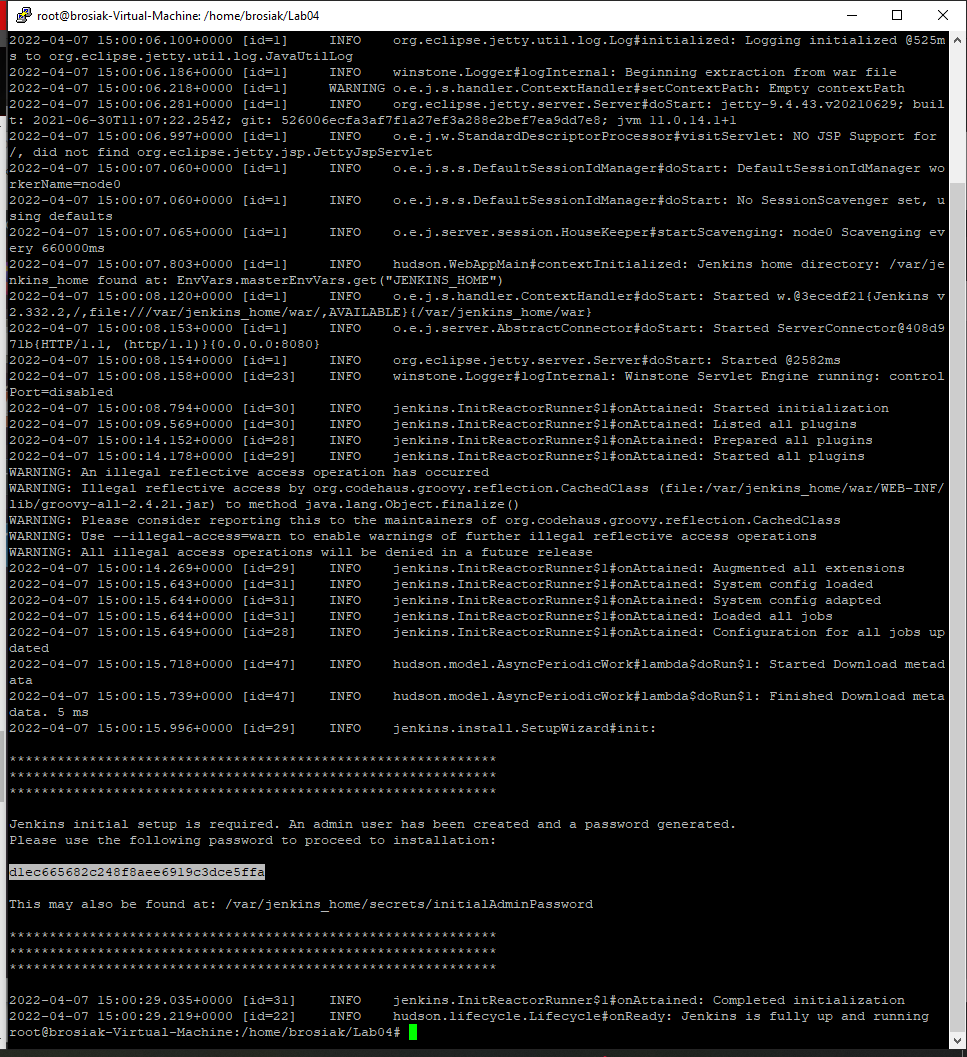 root@brosiak-Virtual-Machine: /home/brosiak/Lab04
2022-04-07 15:00:06.100+0000 [id=1]     INFO    org.eclipse.jetty.util.log.Log#initialized: Logging initialized @525m
s to org.eclipse.jetty.util.log.JavaUtilLog
2022-04-07 15:00:06.186+0000 [id=1]     INFO    winstone.Logger#logInternal: Beginning extraction from war file
2022-04-07 15:00:06.218+0000 [id=1]     WARNING o.e.j.s.handler.ContextHandler#setContextPath: Empty contextPath
2022-04-07 15:00:06.281+0000 [id=1]     INFO    org.eclipse.jetty.server.Server#doStart: jetty-9.4.43.v20210629; buil
t: 2021-06-30T11:07:22.254Z; git: 526006ecfa3af7f1a27ef3a288e2bef7ea9dd7e8; jvm 11.0.14.1+1
2022-04-07 15:00:06.997+0000 [id=1]     INFO    o.e.j.w.StandardDescriptorProcessor#visitServlet: NO JSP Support for
/, did not find org.eclipse.jetty.jsp.JettyJspServlet
2022-04-07 15:00:07.060+0000 [id=1]     INFO    o.e.j.s.s.DefaultSessionIdManager#doStart: DefaultSessionIdManager wo
rkerName=node0
2022-04-07 15:00:07.060+0000 [id=1]     INFO    o.e.j.s.s.DefaultSessionIdManager#doStart: No SessionScavenger set, u
sing defaults
2022-04-07 15:00:07.065+0000 [id=1]     INFO    o.e.j.server.session.HouseKeeper#startScavenging: node0 Scavenging ev
ery 660000ms
2022-04-07 15:00:07.803+0000 [id=1]     INFO    hudson.WebAppMain#contextInitialized: Jenkins home directory: /var/je
nkins_home found at: EnvVars.masterEnvVars.get("JENKINS_HOME")
2022-04-07 15:00:08.120+0000 [id=1]     INFO    o.e.j.s.handler.ContextHandler#doStart: Started w.@3ecedf21{Jenkins v
2.332.2,/,file:///var/jenkins_home/war/,AVAILABLE}{/var/jenkins_home/war}
2022-04-07 15:00:08.153+0000 [id=1]     INFO    o.e.j.server.AbstractConnector#doStart: Started ServerConnector@408d9
71b{HTTP/1.1, (http/1.1)}{0.0.0.0:8080}
2022-04-07 15:00:08.154+0000 [id=1]     INFO    org.eclipse.jetty.server.Server#doStart: Started @2582ms
2022-04-07 15:00:08.158+0000 [id=23]    INFO    winstone.Logger#logInternal: Winstone Servlet Engine running: control
Port=disabled
2022-04-07 15:00:08.794+0000 [id=30]    INFO    jenkins.InitReactorRunner$1#onAttained: Started initialization
2022-04-07 15:00:09.569+0000 [id=30]    INFO    jenkins.InitReactorRunner$1#onAttained: Listed all plugins
2022-04-07 15:00:14.152+0000 [id=28]    INFO    jenkins.InitReactorRunner$1#onAttained: Prepared all plugins
2022-04-07 15:00:14.178+0000 [id=29]    INFO    jenkins.InitReactorRunner$1#onAttained: Started all plugins
WARNING: An illegal reflective access operation has occurred
WARNING: Illegal reflective access by org.codehaus.groovy.reflection.CachedClass (file:/var/jenkins_home/war/WEB-INF/
lib/groovy-all-2.4.21.jar) to method java.lang.Object.finalize()
WARNING: Please consider reporting this to the maintainers of org.codehaus.groovy.reflection.CachedClass
WARNING: Use --illegal-access=warn to enable warnings of further illegal reflective access operations
WARNING: All illegal access operations will be denied in a future release
2022-04-07 15:00:14.269+0000 [id=29]    INFO    jenkins.InitReactorRunner$1#onAttained: Augmented all extensions
2022-04-07 15:00:15.643+0000 [id=31]    INFO    jenkins.InitReactorRunner$1#onAttained: System config loaded
2022-04-07 15:00:15.644+0000 [id=31]    INFO    jenkins.InitReactorRunner$1#onAttained: System config adapted
2022-04-07 15:00:15.644+0000 [id=31]    INFO    jenkins.InitReactorRunner$1#onAttained: Loaded all jobs
2022-04-07 15:00:15.649+0000 [id=28]    INFO    jenkins.InitReactorRunner$1#onAttained: Configuration for all jobs up
dated
2022-04-07 15:00:15.718+0000 [id=47]    INFO    hudson.model.AsyncPeriodicWork#lambda$doRun$1: Started Download metad
ata
2022-04-07 15:00:15.739+0000 [id=47]    INFO    hudson.model.AsyncPeriodicWork#lambda$doRun$1: Finished Download meta
data. 5 ms
2022-04-07 15:00:15.996+0000 [id=29]    INFO    jenkins.install.SetupWizard#init:
*************************************************************
*************************************************************
*************************************************************
Jenkins initial setup is required. An admin user has been created and a password generated.
Please use the following password to proceed to installation:
d1ec665682c248f8aee6919c3dce5ffa
This may also be found at: /var/jenkins_home/secrets/initialAdminPassword
*************************************************************
*************************************************************
*************************************************************
2022-04-07 15:00:29.035+0000 [id=31]    INFO    jenkins.InitReactorRunner$1#onAttained: Completed initialization
2022-04-07 15:00:29.219+0000 [id=22]    INFO    hudson.lifecycle.Lifecycle#onReady: Jenkins is fully up and running
root@brosiak-Virtual-Machine:/home/brosiak/Lab04#